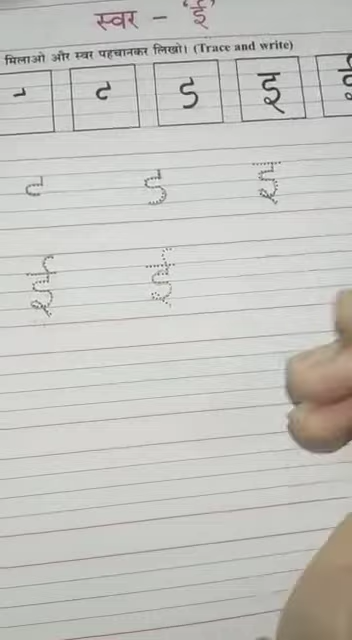 स्वर - 'ई'
मिलाओ और स्वर पहचानकर लिखो। (Trace and write)
इ
इ
ई ई